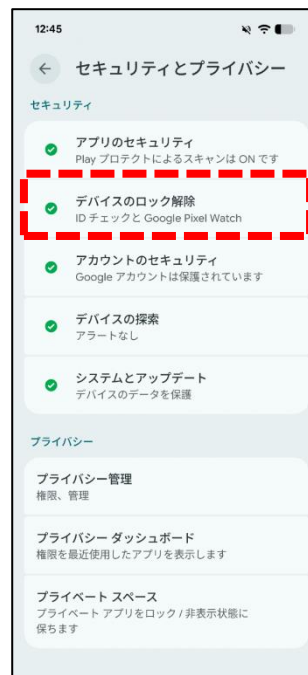 12:45
セキュリティとプライバシー
セキュリティ
アプリのセキュリティ
Play プロテクトによるスキャンは ON です
デバイスのロック解除
ID チェックと Google Pixel Watch
アカウントのセキュリティ
Google アカウントは保護されています
デバイスの探索
アラートなし
システムとアップデート
デバイスのデータを保護
プライバシー
プライバシー管理
権限、管理
プライバシー ダッシュボード
権限を最近使用したアプリを表示します
プライベート スペース
プライベート アプリをロック / 非表示状態に
保ちます